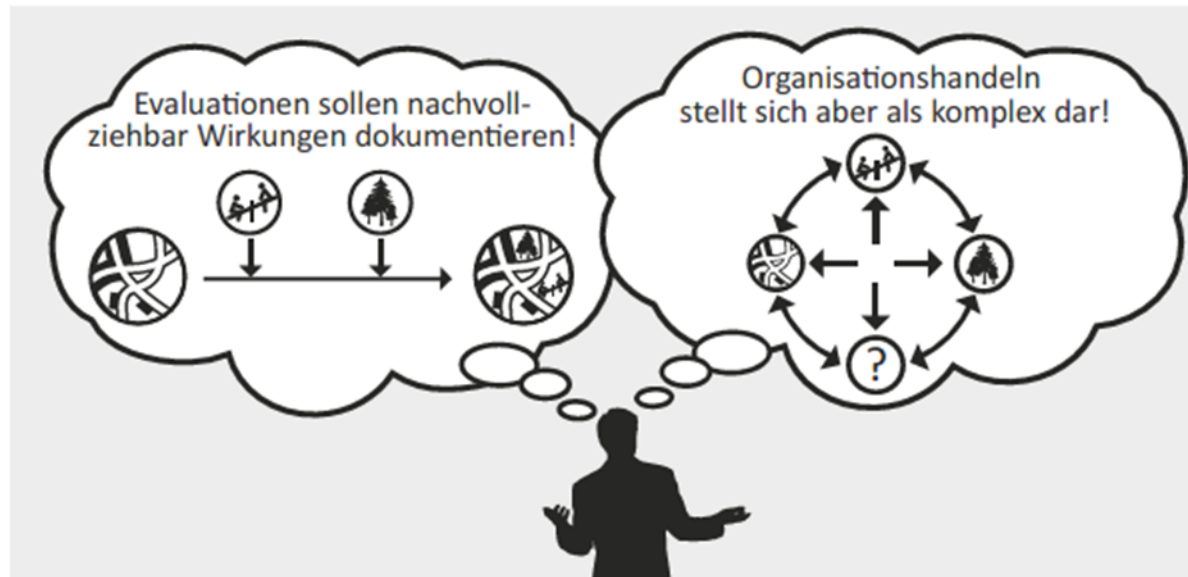 Evaluationen sollen nachvoll-
ziehbar Wirkungen dokumentieren!
Organisationshandeln
stellt sich aber als komplex dar!
?